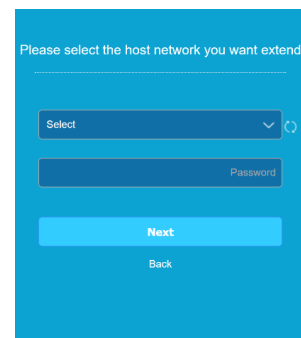 Please select the host network you want extend
Select
Password
Next
Back